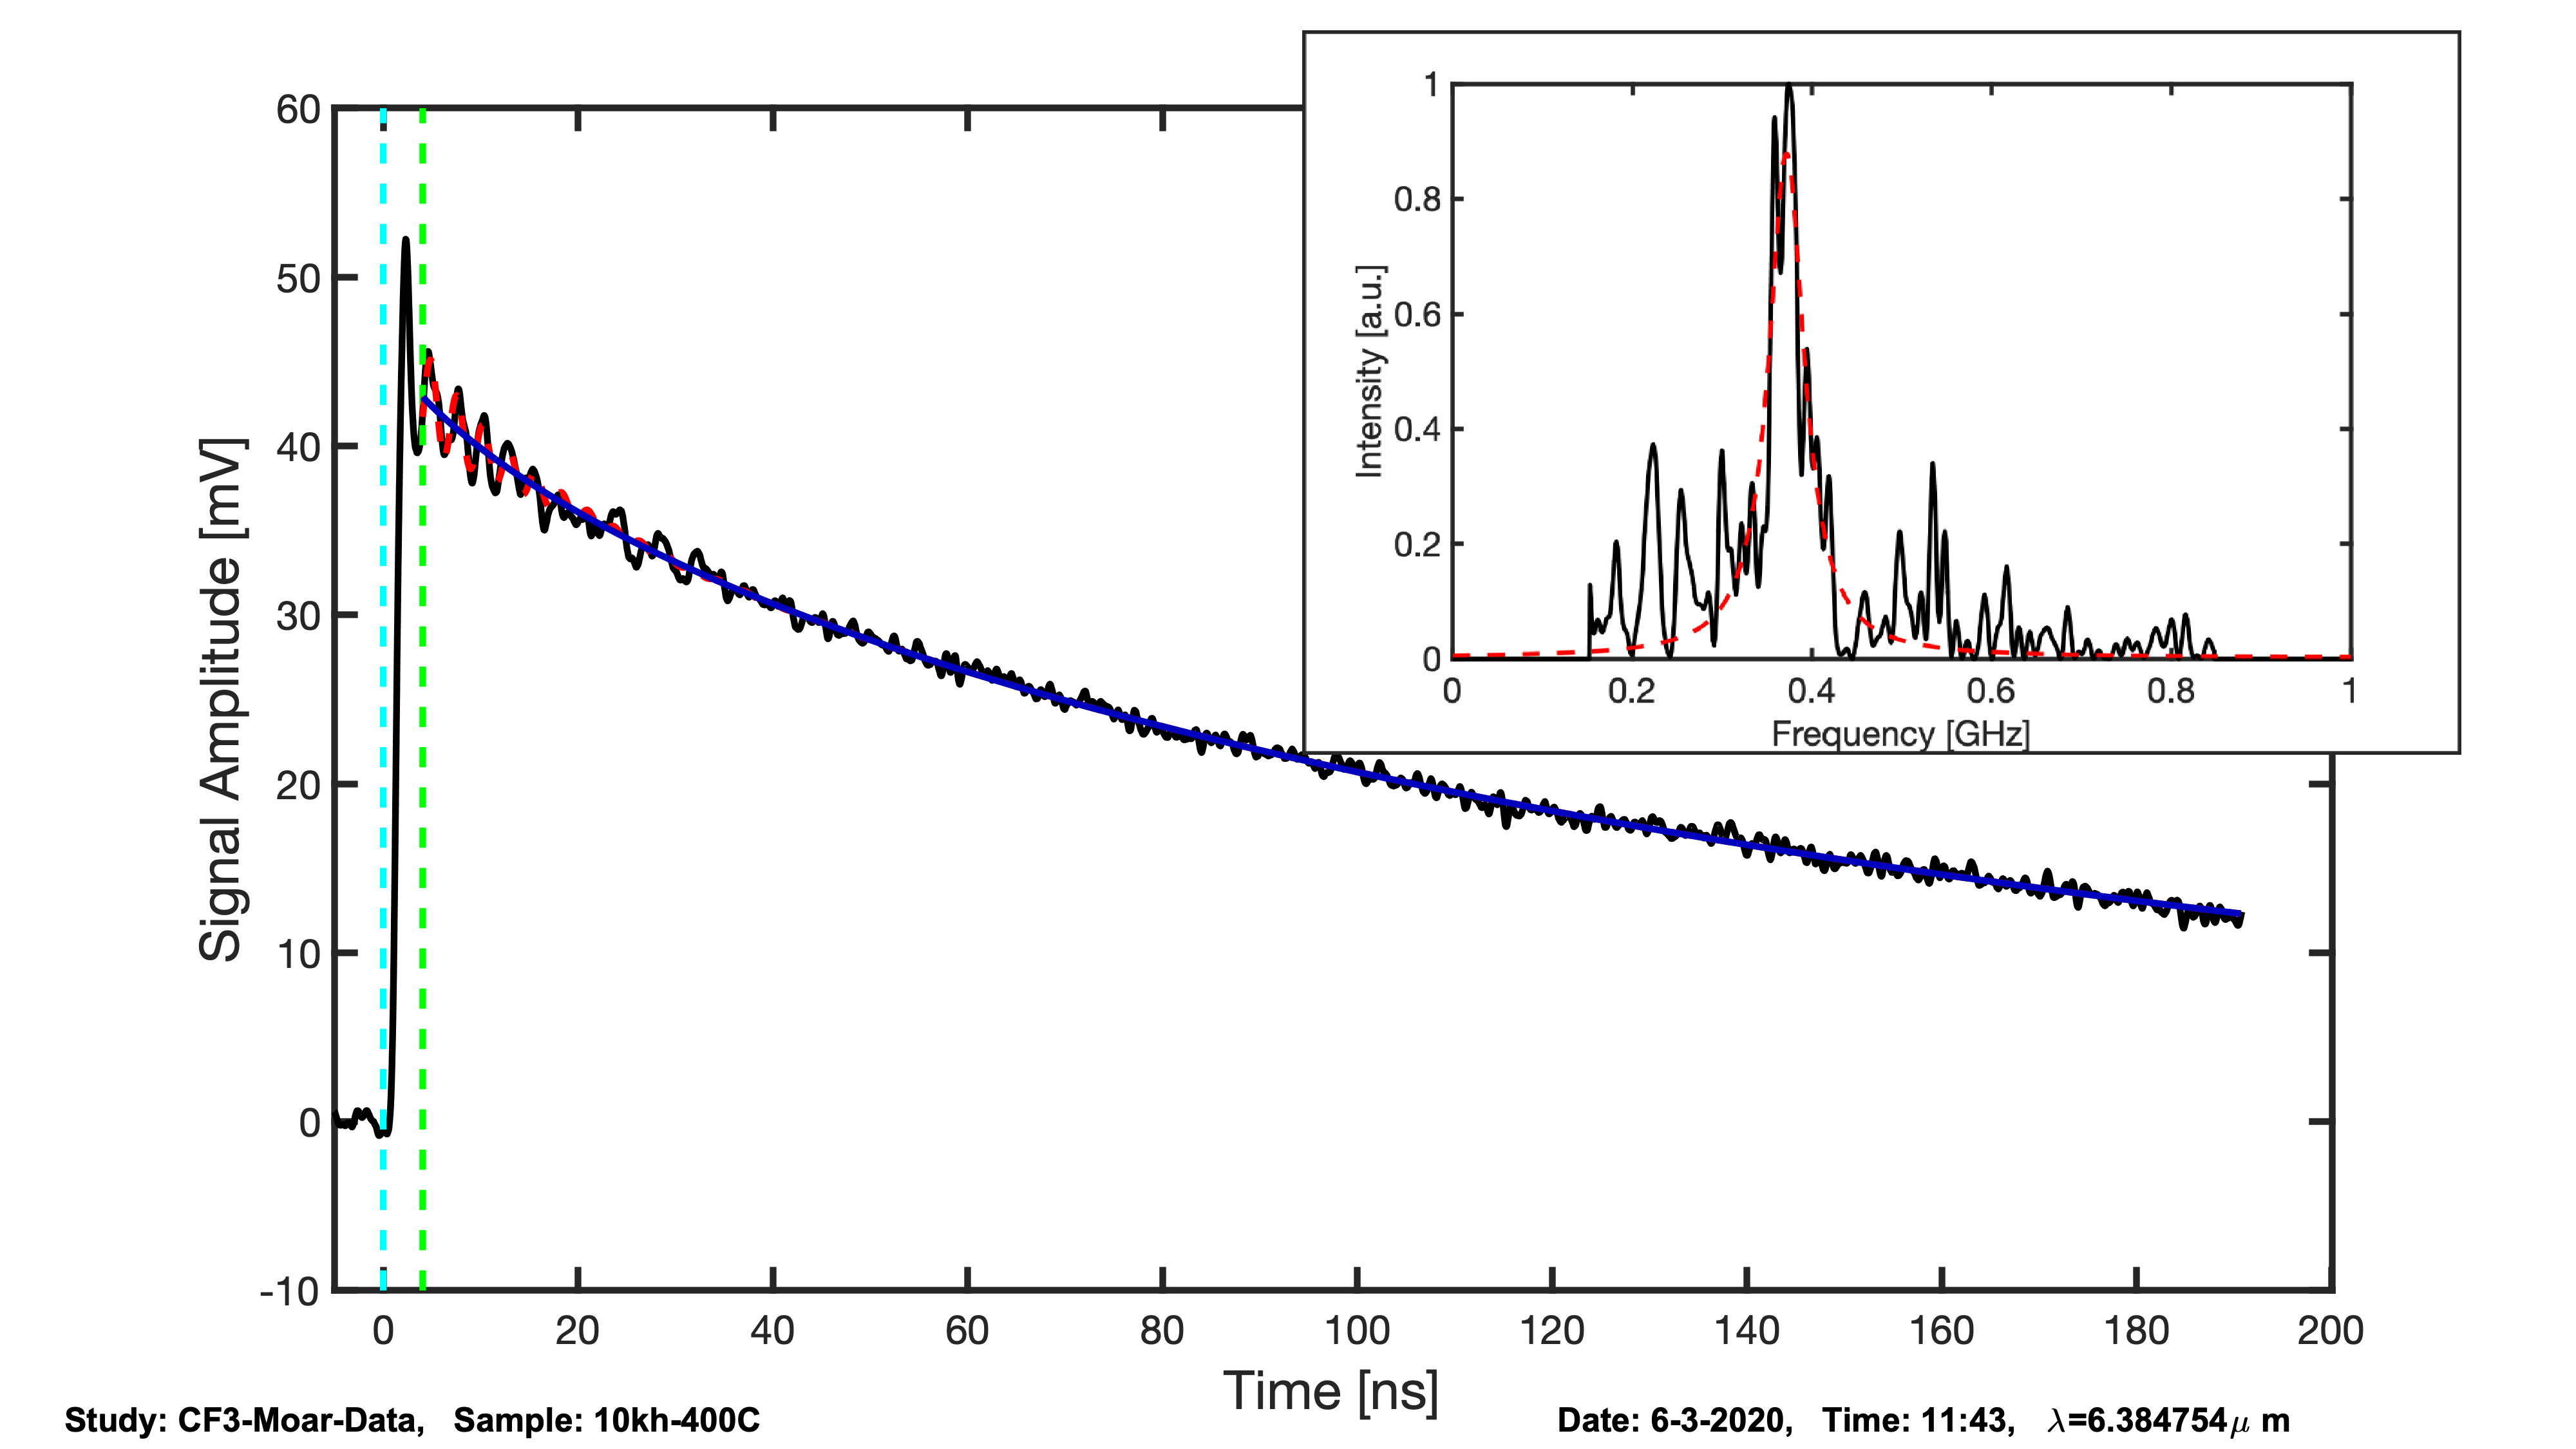 1
0.8
0.6
0.4
0.2
0
0 0.2 0.4 0.6 0.8 1
Intensity [a.u.]
Frequency [GHz]
60
50
40
30
20
10
0
-10
Signal Amplitude [mV]
0 20 40 60 80 100 120 140 160 180 200
Time [ns]
Study: CF3-Moar-Data, Sample: 10kh-400C
Date: 6-3-2020, Time: 11:43, λ=6.384754μ m